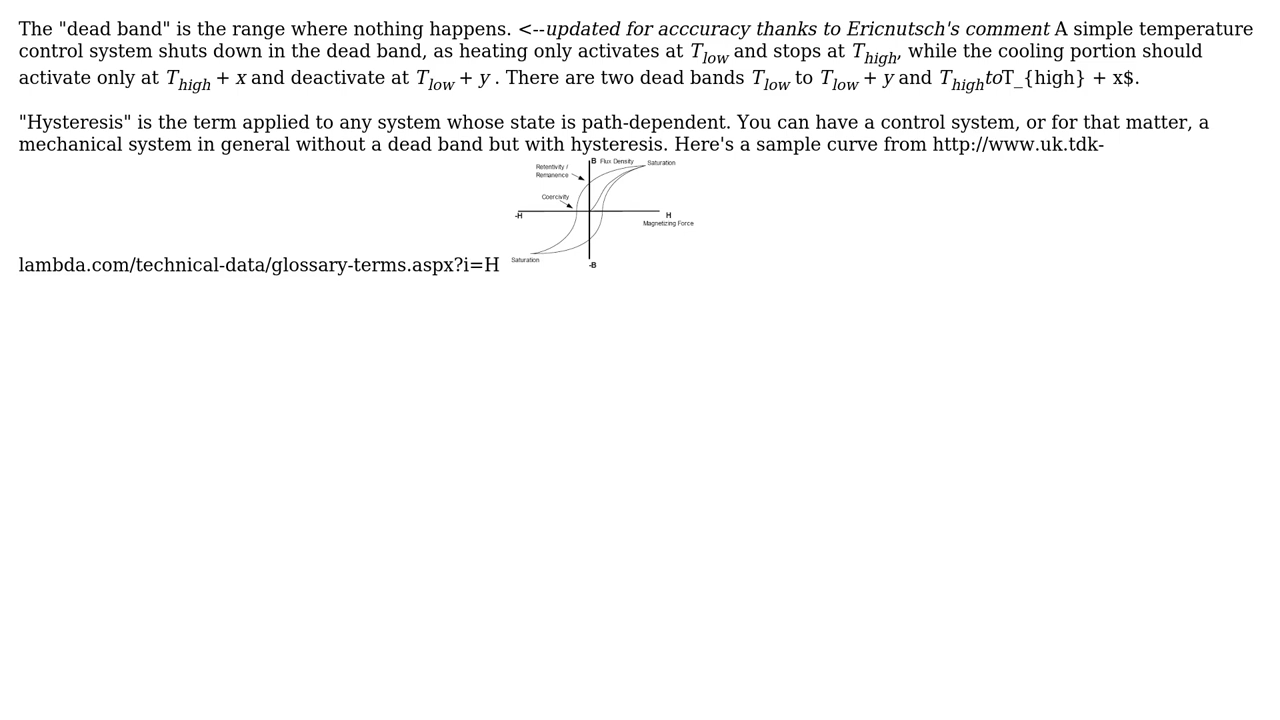 The "dead band" is the range where nothing happens. <--updated for acccuracy thanks to Ericnutsch's comment A simple temperature
control system shuts down in the dead band, as heating only activates at T_low and stops at T_high, while the cooling portion should
activate only at T_high + x and deactivate at T_low + y . There are two dead bands T_low to T_low + y and T_hightoT_{high} + x$.
"Hysteresis" is the term applied to any system whose state is path-dependent. You can have a control system, or for that matter, a
mechanical system in general without a dead band but with hysteresis. Here's a sample curve from http://www.uk.tdk-
lambda.com/technical-data/glossary-terms.aspx?i=H
B Flux Density
Saturation
Retentivity /
Remanence
Coercivity
-H
H
Magnetizing Force
Saturation
-B